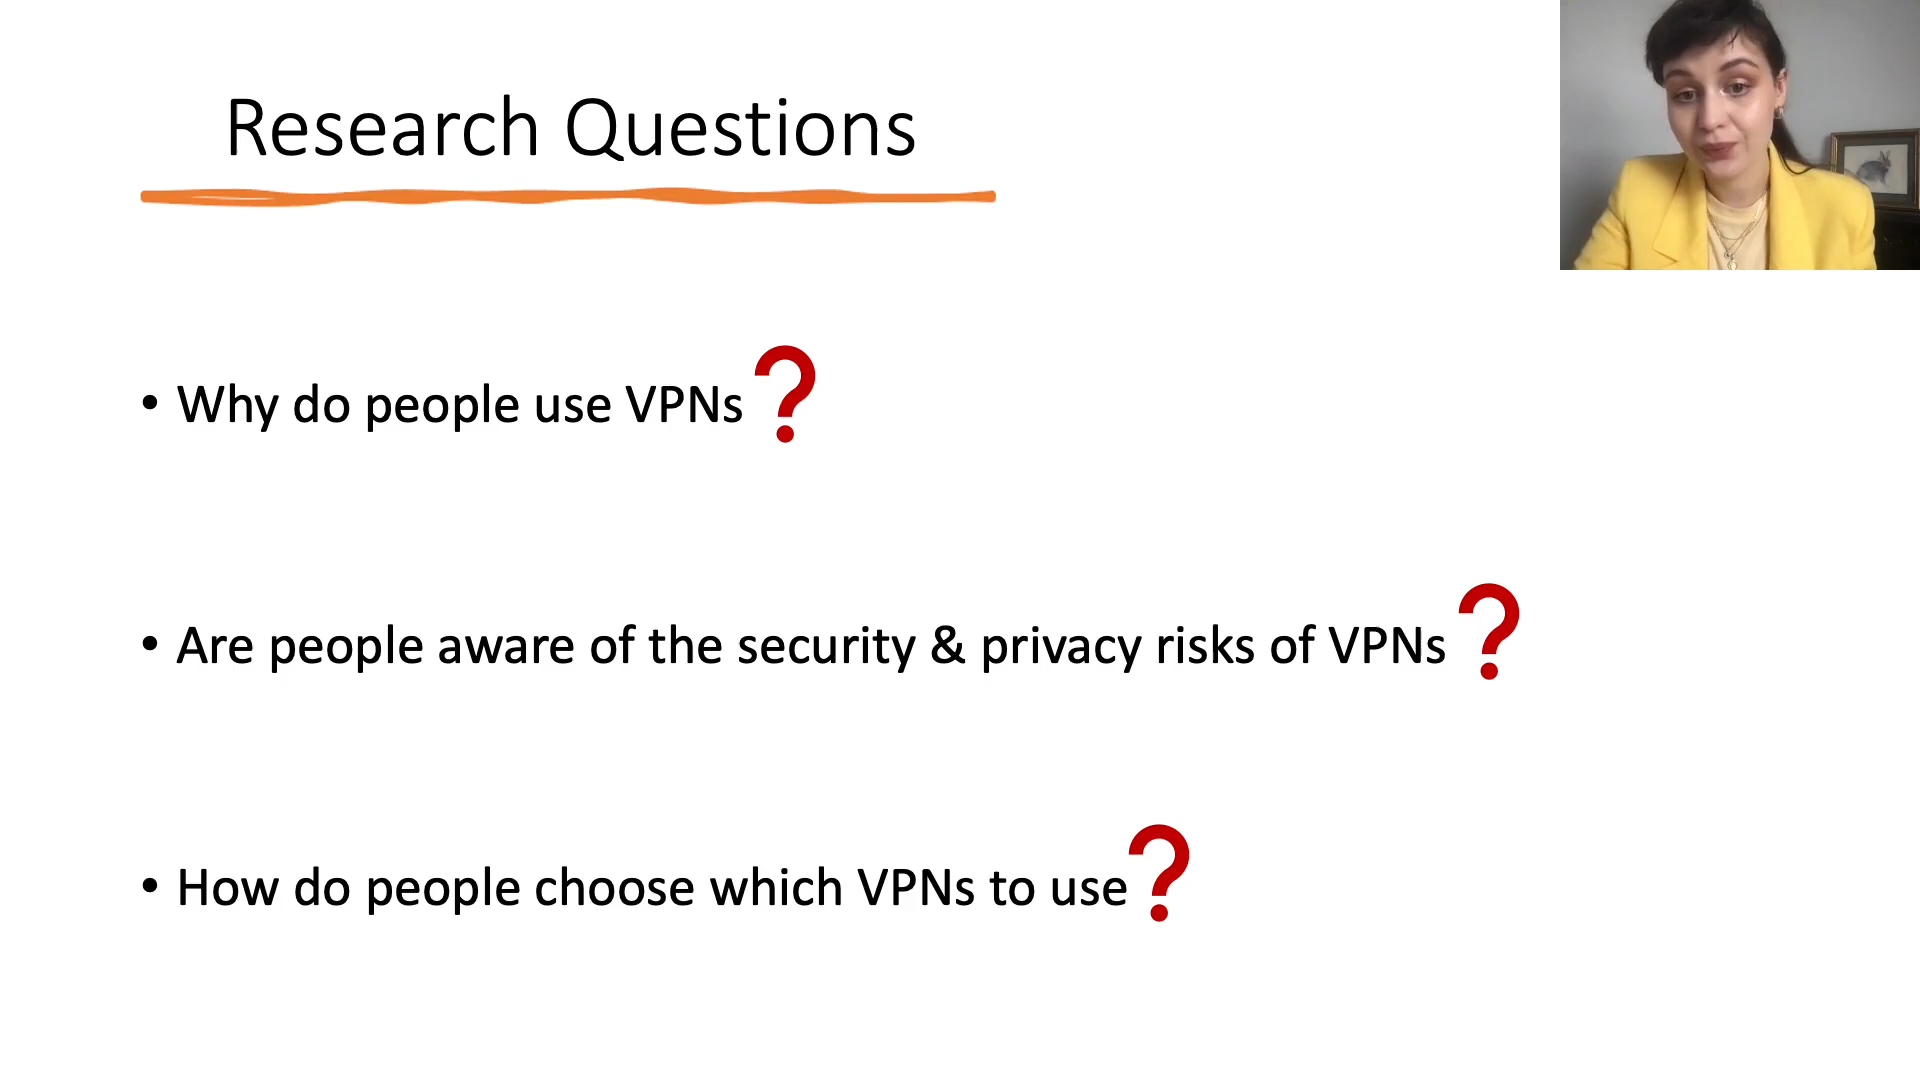 Research Questions
• Why do people use VPNs?
• Are people aware of the security & privacy risks of VPNs?
• How do people choose which VPNs to use?